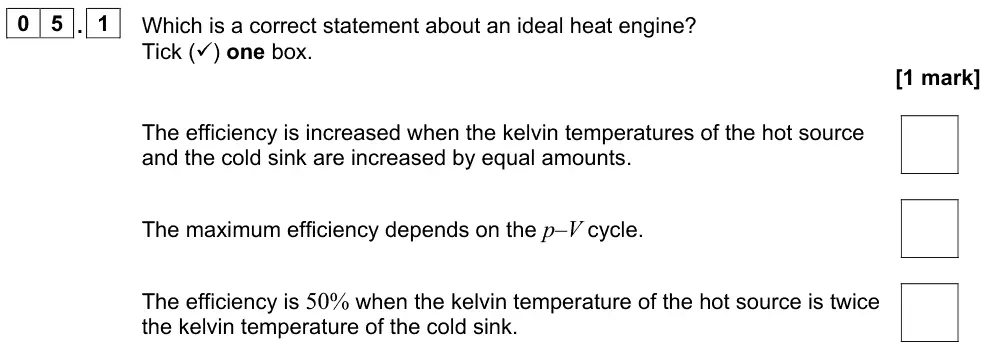 0 5 . 1 Which is a correct statement about an ideal heat engine?
Tick (✓) one box.
[1 mark]
The efficiency is increased when the kelvin temperatures of the hot source
and the cold sink are increased by equal amounts.
The maximum efficiency depends on the p–V cycle.
The efficiency is 50% when the kelvin temperature of the hot source is twice
the kelvin temperature of the cold sink.